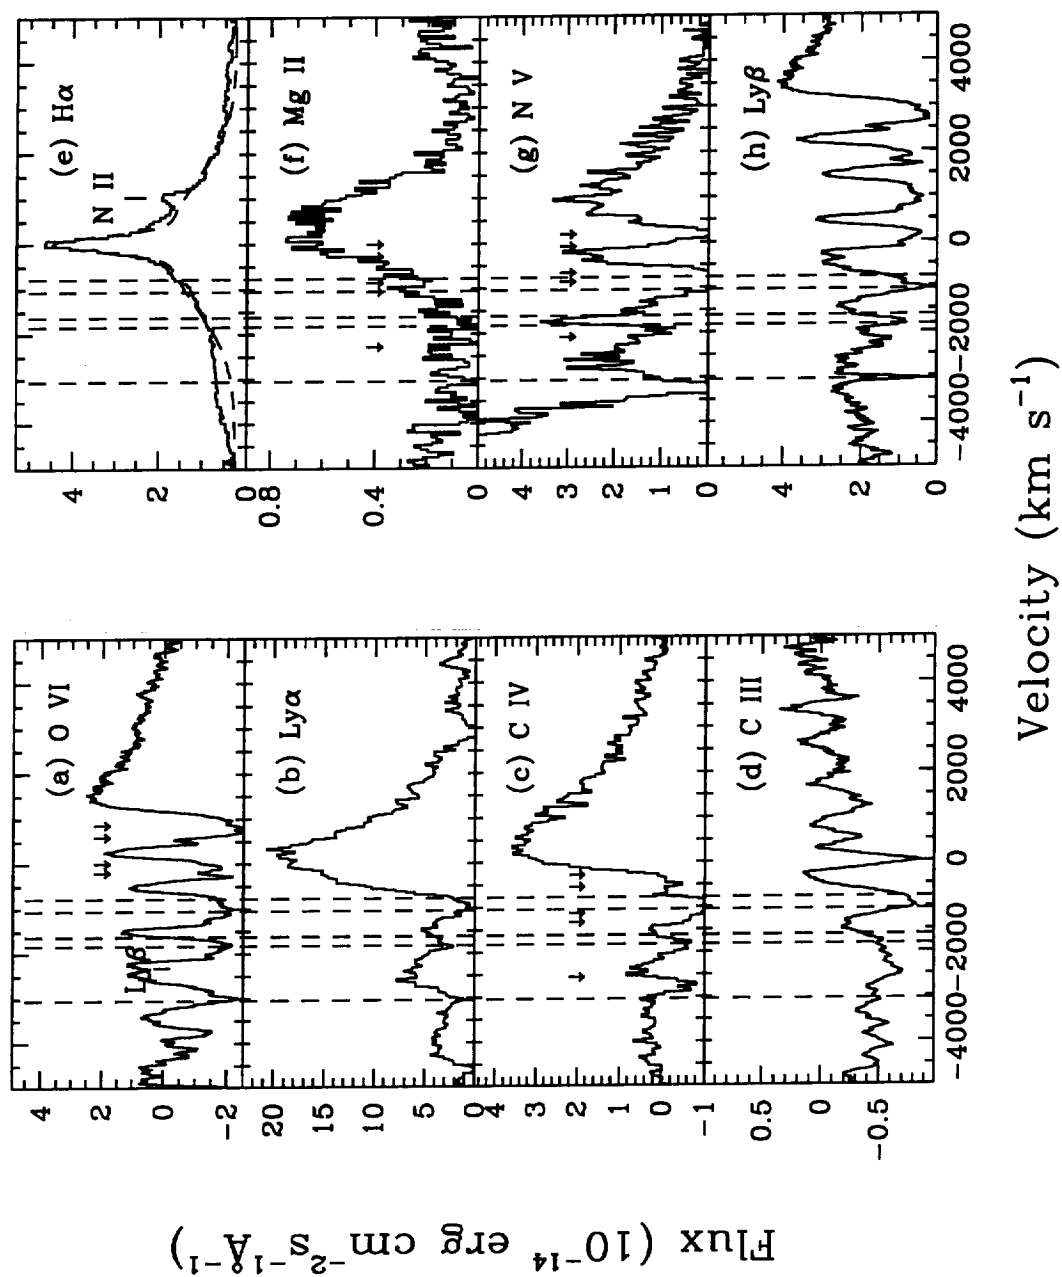 (a) O VI
Lyβ
4
2
0
-2
(b) Lyα
20
15
10
5
0
(c) C IV
4
3
2
1
0
-1
(d) C III
0.5
0
-0.5
-4000 -2000 0 2000 4000
(e) Hα
N II
4
2
0
(f) Mg II
0.8
0.4
0
(g) N V
4
3
2
1
0
(h) Lyβ
4
2
0
-4000 -2000 0 2000 4000
Velocity (km s⁻¹)
Flux (10⁻¹⁴ erg cm⁻²s⁻¹Å⁻¹)